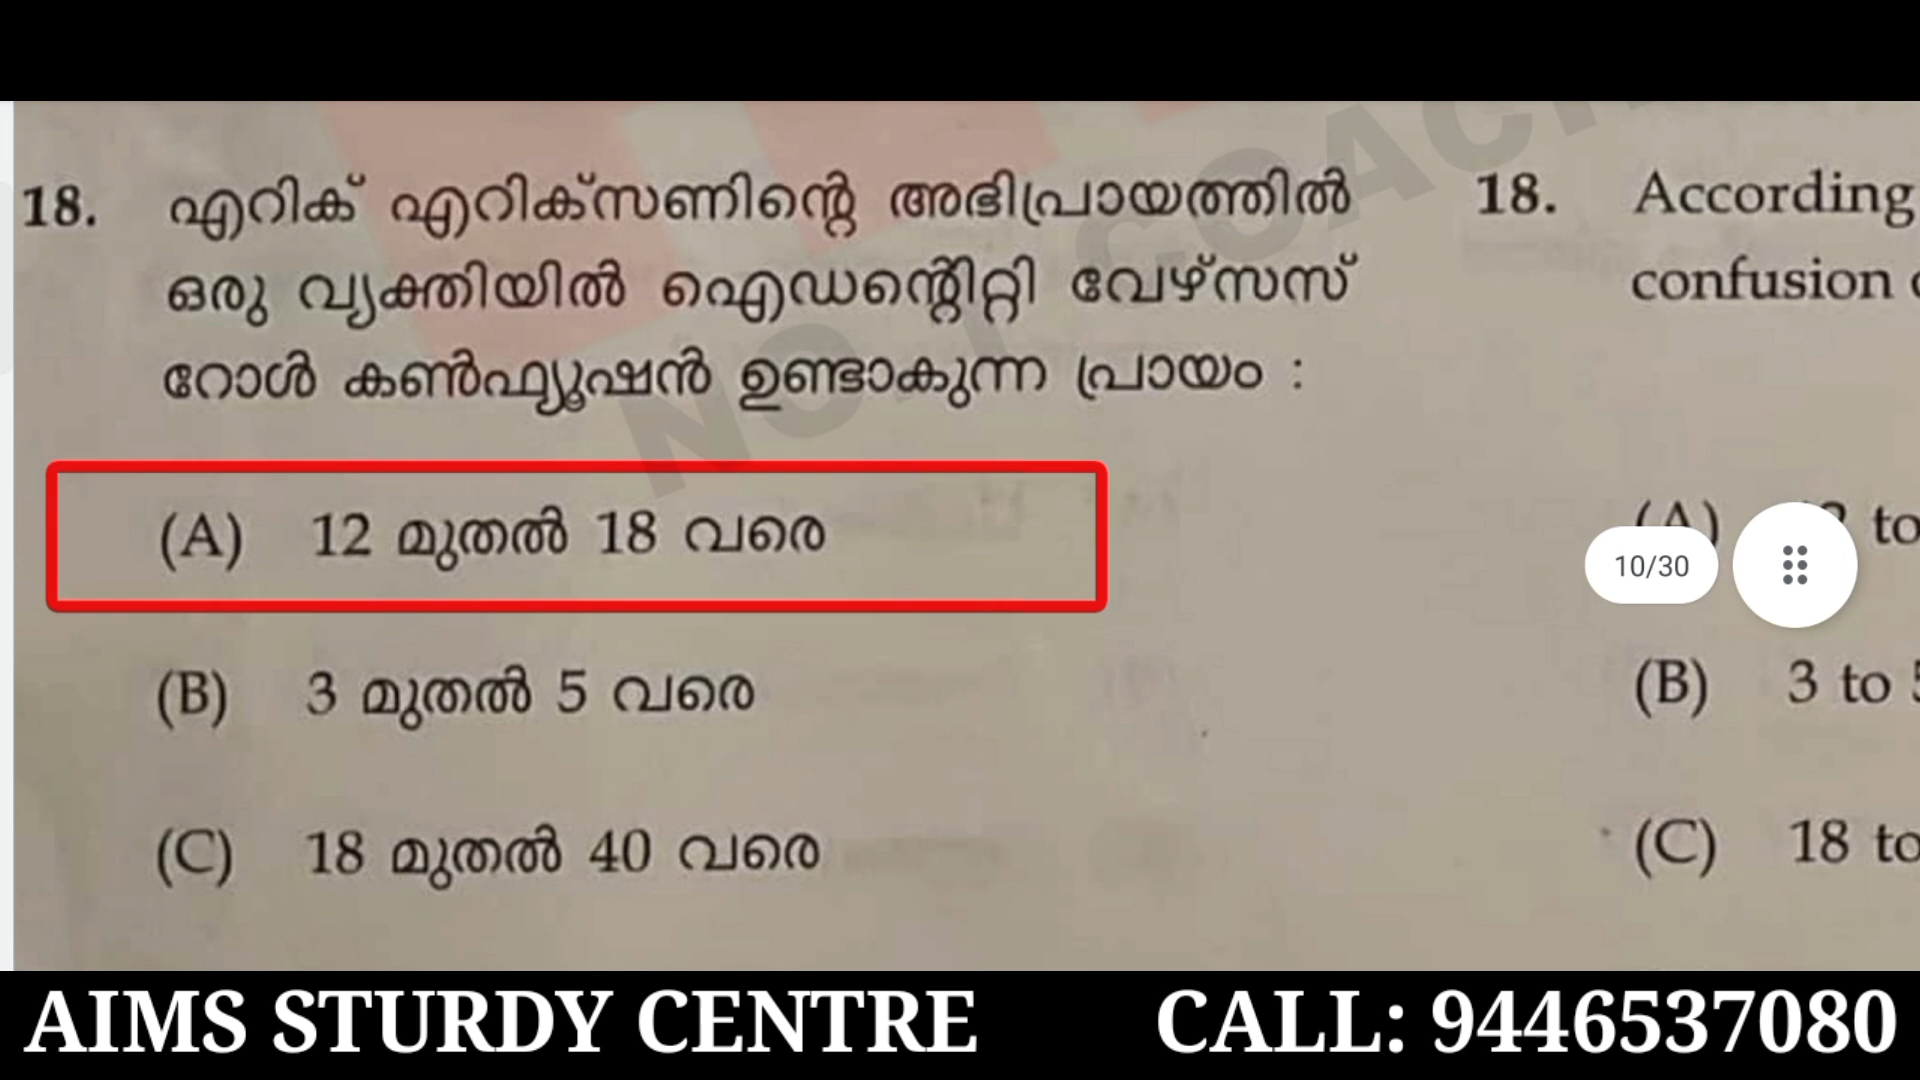 18. എറിക് എറിക്സണിന്റെ അഭിപ്രായത്തിൽ
ഒരു വ്യക്തിയിൽ ഐഡന്റിറ്റി വേഴ്സസ്
റോൾ കൺഫ്യൂഷൻ ഉണ്ടാകുന്ന പ്രായം :
(A) 12 മുതൽ 18 വരെ
(B) 3 മുതൽ 5 വരെ
(C) 18 മുതൽ 40 വരെ
18. According
confusion
(A) to
10/30
(B) 3 to
(C) 18 to
AIMS STURDY CENTRE CALL: 9446537080